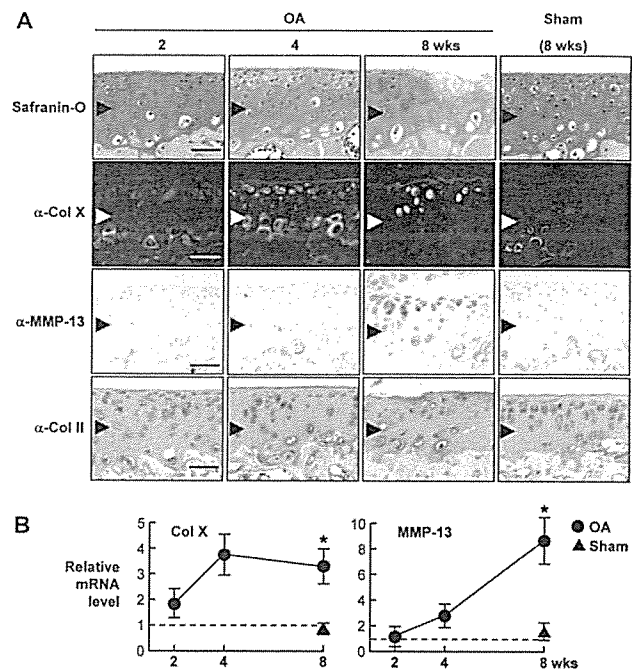 A
OA Sham
2 4 8 wks (8 wks)
Safranin-O
α-Col X
α-MMP-13
α-Col II
B
Col X MMP-13
Relative mRNA level
5
4
3
2
1
0
2 4 8
*
10
8
6
4
2
0
2 4 8 wks
*
OA
Sham